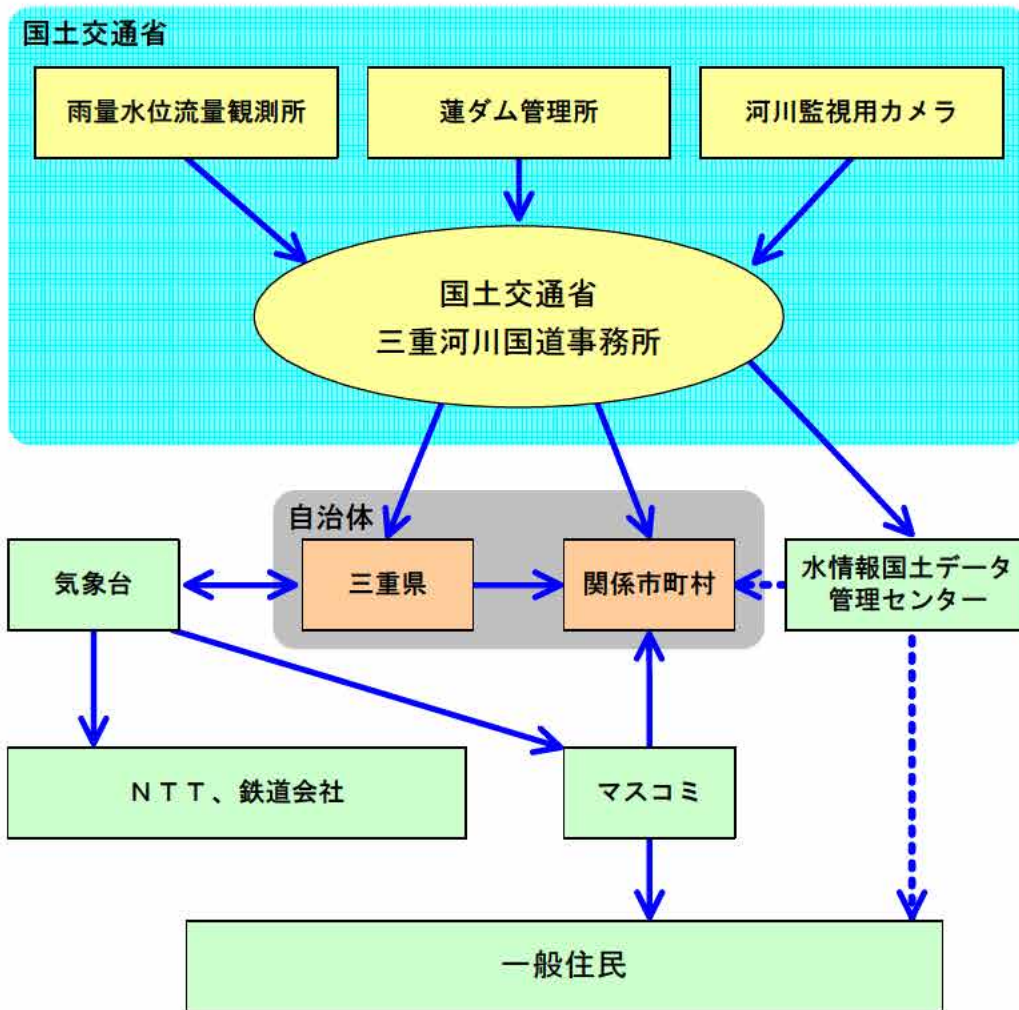 国土交通省
雨量水位流量観測所
蓮ダム管理所
河川監視用カメラ
国土交通省
三重河川国道事務所
自治体
気象台
三重県
関係市町村
水情報国土データ
管理センター
ＮＴＴ、鉄道会社
マスコミ
一般住民